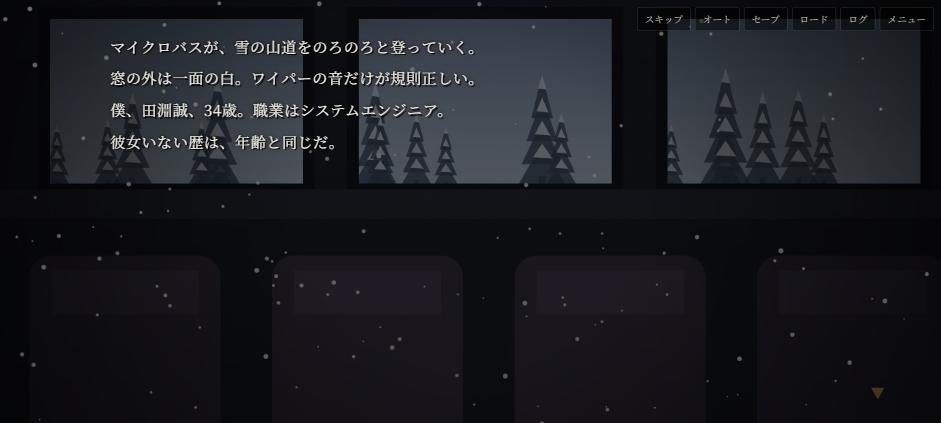 スキップ オート セーブ ロード ログ メニュー
マイクロバスが、雪の山道をのろのろと登っていく。
窓の外は一面の白。ワイパーの音だけが規則正しい。
僕、田淵誠、34歳。職業はシステムエンジニア。
彼女いない歴は、年齢と同じだ。